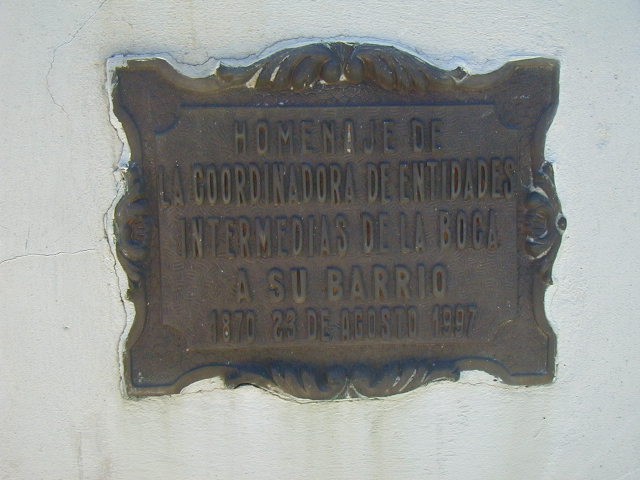 HOMENAJE DE
LA COORDINADORA DE ENTIDADES
INTERMEDIAS DE LA BOCA
A SU BARRIO
1870 23 DE AGOSTO 1997